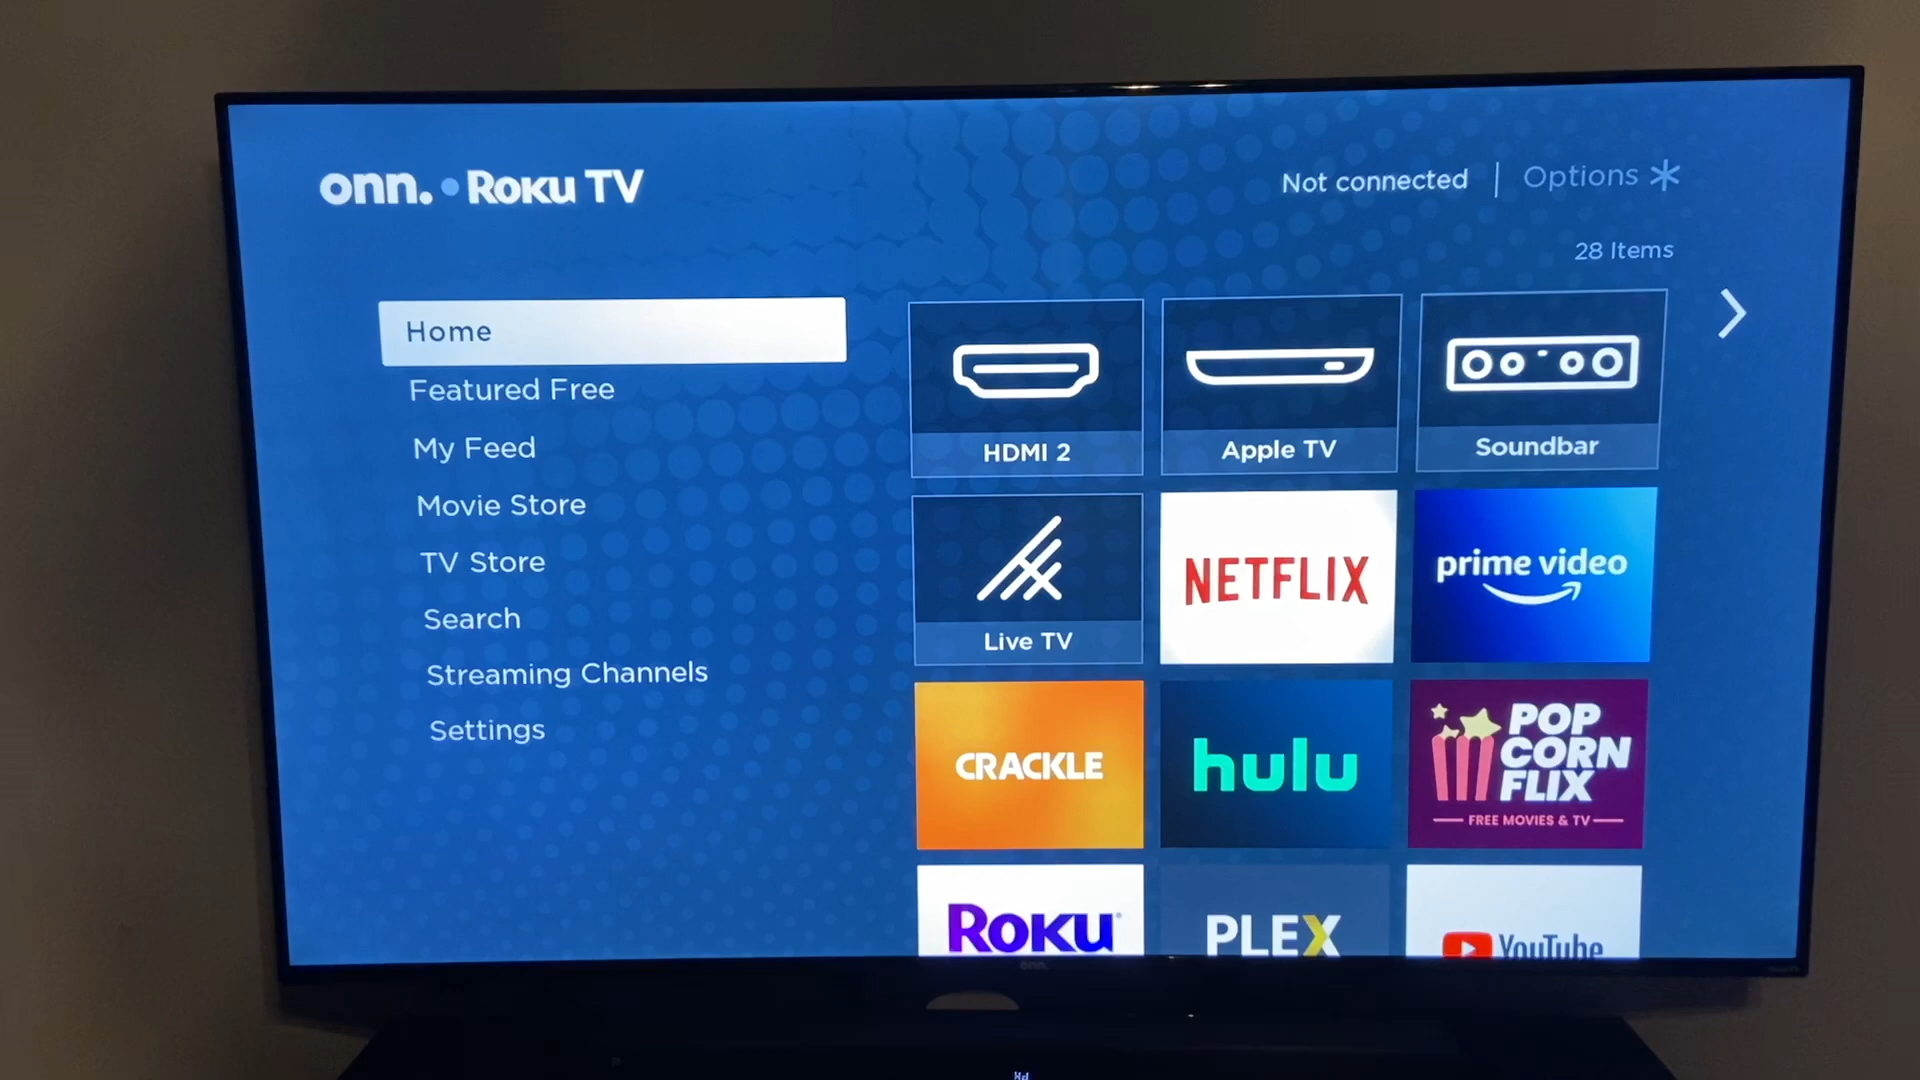 onn. • Roku TV
Not connected | Options
28 Items
Home
Featured Free
My Feed
Movie Store
TV Store
Search
Streaming Channels
Settings
HDMI 2
Apple TV
Soundbar
Live TV
NETFLIX
prime video
CRACKLE
hulu
POP
CORN
FLIX
FREE MOVIES & TV
Roku
PLEX
YouTube
onn.